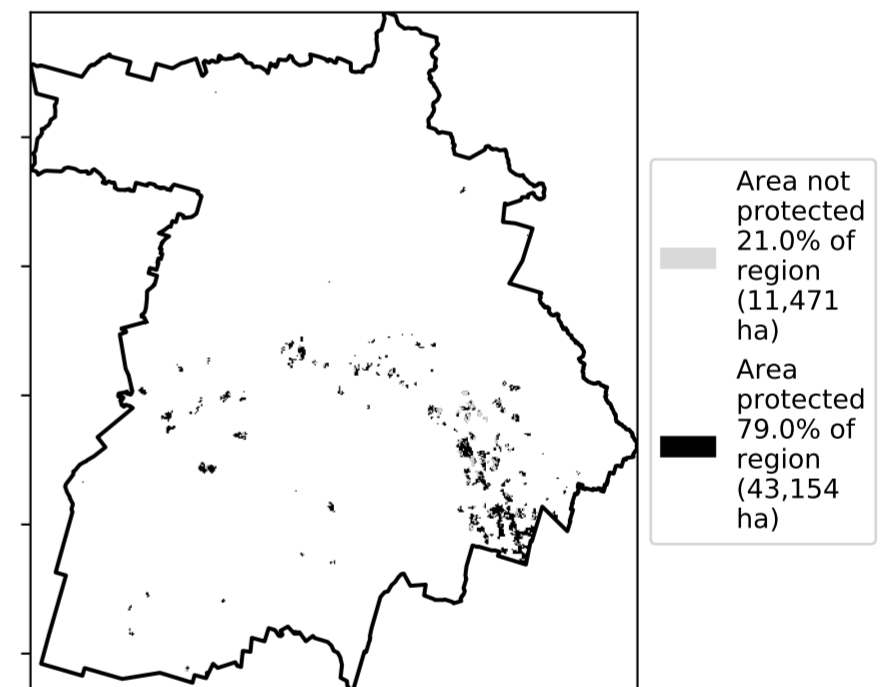 Area not
protected
21.0% of
region
(11,471
ha)
Area
protected
79.0% of
region
(43,154
ha)